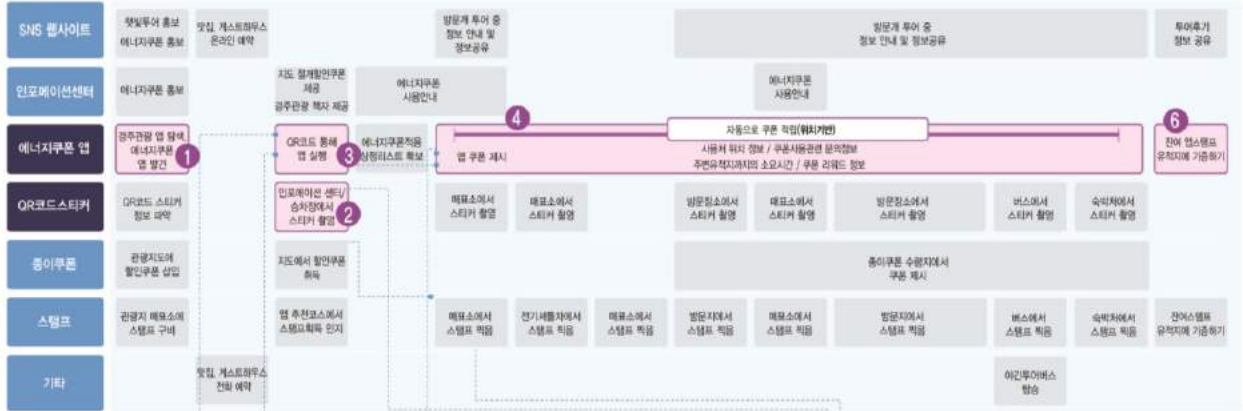 SNS 웹사이트
햇빛투어 홍보
에너지쿠폰 홍보
맛집, 게스트하우스
온라인 예약
방문개 투어 중
정보 안내 및
정보공유
방문개 투어 중
정보 안내 및 정보공유
투어후기
정보 공유
인포메이션센터
에너지쿠폰 홍보
지도 절개할인쿠폰
제공
경주관광 책자 제공
에너지쿠폰
사용안내
에너지쿠폰
사용안내
에너지쿠폰 앱
경주관광 앱 탐색,
에너지쿠폰
앱 발견
1
QR코드 통해
앱 실행
3
에너지쿠폰적용
상점리스트 확보
4
앱 쿠폰 제시
자동으로 쿠폰 적립(위치기반)
사용처 위치 정보 / 쿠폰사용관련 문의정보
주변유적지까지의 소요시간 / 쿠폰 리워드 정보
6
잔여 앱스탬프
유적지에 기증하기
QR코드스티커
QR코드 스티커
정보 파악
인포메이션 센터/
승차장에서
스티커 촬영
2
매표소에서
스티커 촬영
매표소에서
스티커 촬영
방문장소에서
스티커 촬영
매표소에서
스티커 촬영
방문장소에서
스티커 촬영
버스에서
스티커 촬영
숙박처에서
스티커 촬영
종이쿠폰
관광지도에
할인쿠폰 삽입
지도에서 할인쿠폰
취득
종이쿠폰 수령지에서
쿠폰 제시
스탬프
관광지 매표소에
스탬프 구비
앱 추천코스에서
스탬프획득 인지
매표소에서
스탬프 찍음
전기셔틀차에서
스탬프 찍음
매표소에서
스탬프 찍음
방문지에서
스탬프 찍음
매표소에서
스탬프 찍음
방문지에서
스탬프 찍음
버스에서
스탬프 찍음
숙박처에서
스탬프 찍음
잔여스탬프
유적지에 기증하기
기타
맛집, 게스트하우스
전화 예약
야간투어버스
탑승